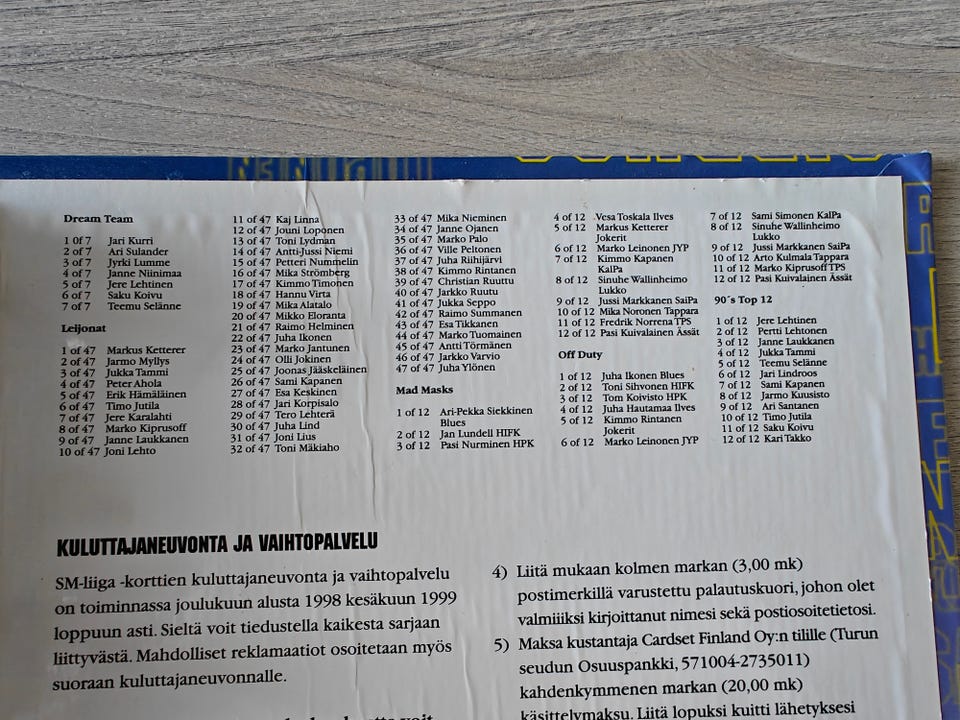 Dream Team
1 of 7 Jari Kurri
2 of 7 Ari Sulander
3 of 7 Jyrki Lumme
4 of 7 Janne Niinimaa
5 of 7 Jere Lehtinen
6 of 7 Saku Koivu
7 of 7 Teemu Selänne
Leijonat
1 of 47 Markus Ketterer
2 of 47 Jarmo Myllys
3 of 47 Jukka Tammi
4 of 47 Peter Ahola
5 of 47 Erik Hämäläinen
6 of 47 Timo Jutila
7 of 47 Jere Karalahti
8 of 47 Marko Kiprusoff
9 of 47 Janne Laukkanen
10 of 47 Joni Lehto
11 of 47 Kaj Linna
12 of 47 Jouni Loponen
13 of 47 Toni Lydman
14 of 47 Antti-Jussi Niemi
15 of 47 Petteri Nummelin
16 of 47 Mika Strömberg
17 of 47 Kimmo Timonen
18 of 47 Hannu Virta
19 of 47 Mika Alatalo
20 of 47 Mikko Eloranta
21 of 47 Raimo Helminen
22 of 47 Juha Ikonen
23 of 47 Marko Jantunen
24 of 47 Olli Jokinen
25 of 47 Joonas Jääskeläinen
26 of 47 Sami Kapanen
27 of 47 Esa Keskinen
28 of 47 Jari Korpisalo
29 of 47 Tero Lehterä
30 of 47 Juha Lind
31 of 47 Joni Lius
32 of 47 Toni Mäkiaho
33 of 47 Mika Nieminen
34 of 47 Janne Ojanen
35 of 47 Marko Palo
36 of 47 Ville Peltonen
37 of 47 Juha Riihijärvi
38 of 47 Kimmo Rintanen
39 of 47 Christian Ruuttu
40 of 47 Jarkko Ruutu
41 of 47 Jukka Seppo
42 of 47 Raimo Summanen
43 of 47 Esa Tikkanen
44 of 47 Marko Tuomainen
45 of 47 Antti Törmänen
46 of 47 Jarkko Varvio
47 of 47 Juha Ylönen
Mad Masks
1 of 12 Ari-Pekka Siekkinen
Blues
2 of 12 Jan Lundell HIFK
3 of 12 Pasi Nurminen HPK
4 of 12 Vesa Toskala Ilves
5 of 12 Markus Ketterer
Jokerit
6 of 12 Marko Leinonen JYP
7 of 12 Kimmo Kapanen
KalPa
8 of 12 Sinuhe Wallinheimo
Lukko
9 of 12 Jussi Markkanen SaiPa
10 of 12 Mika Noronen Tappara
11 of 12 Fredrik Norrena TPS
12 of 12 Pasi Kuivalainen Ässät
Off Duty
1 of 12 Juha Ikonen Blues
2 of 12 Toni Sihvonen HIFK
3 of 12 Tom Koivisto HPK
4 of 12 Juha Hautamaa Ilves
5 of 12 Kimmo Rintanen
Jokerit
6 of 12 Marko Leinonen JYP
7 of 12 Sami Simonen KalPa
8 of 12 Sinuhe Wallinheimo
Lukko
9 of 12 Jussi Markkanen SaiPa
10 of 12 Arto Kulmala Tappara
11 of 12 Marko Kiprusoff TPS
12 of 12 Pasi Kuivalainen Ässät
90´s Top 12
1 of 12 Jere Lehtinen
2 of 12 Pertti Lehtonen
3 of 12 Janne Laukkanen
4 of 12 Jukka Tammi
5 of 12 Teemu Selänne
6 of 12 Jari Lindroos
7 of 12 Sami Kapanen
8 of 12 Jarmo Kuusisto
9 of 12 Ari Santanen
10 of 12 Timo Jutila
11 of 12 Saku Koivu
12 of 12 Kari Takko
KULUTTAJANEUVONTA JA VAIHTOPALVELU
SM-liiga -korttien kuluttajaneuvonta ja vaihtopalvelu
on toiminnassa joulukuun alusta 1998 kesäkuun 1999
loppuun asti. Sieltä voit tiedustella kaikesta sarjaan
liittyvästä. Mahdolliset reklamaatiot osoitetaan myös
suoraan kuluttajaneuvonnalle.
4) Liitä mukaan kolmen markan (3,00 mk)
postimerkillä varustettu palautuskuori, johon olet
valmiiksi kirjoittanut nimesi sekä postiosoitetietosi.
5) Maksa kustantaja Cardset Finland Oy:n tilille (Turun
seudun Osuuspankki, 571004-2735011)
kahdenkymmenen markan (20,00 mk)
käsittelymaksu. Liitä lopuksi kuitti lähetyksesi